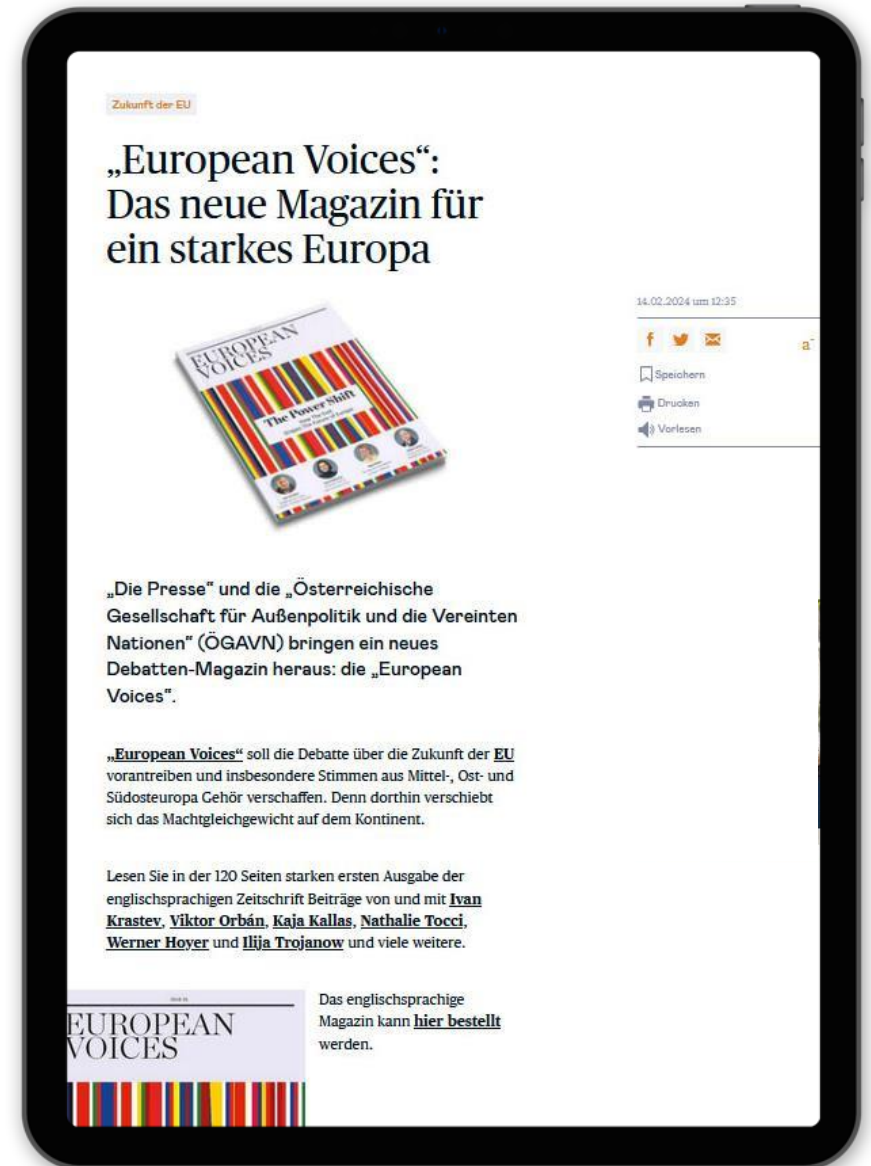 Zukunft der EU
„European Voices“:
Das neue Magazin für
ein starkes Europa
EUROPEAN
VOICES
The Power Shift
14.02.2024 um 12:35
a-
Speichern
Drucken
Vorlesen
„Die Presse“ und die „Österreichische
Gesellschaft für Außenpolitik und die Vereinten
Nationen“ (ÖGAVN) bringen ein neues
Debatten-Magazin heraus: die „European
Voices“.
„European Voices“ soll die Debatte über die Zukunft der EU
vorantreiben und insbesondere Stimmen aus Mittel-, Ost- und
Südosteuropa Gehör verschaffen. Denn dorthin verschiebt
sich das Machtgleichgewicht auf dem Kontinent.
Lesen Sie in der 120 Seiten starken ersten Ausgabe der
englischsprachigen Zeitschrift Beiträge von und mit Ivan
Krastev, Viktor Orbán, Kaja Kallas, Nathalie Tocci,
Werner Hoyer und Ilija Trojanow und viele weitere.
EUROPEAN
VOICES
Das englischsprachige
Magazin kann hier bestellt
werden.